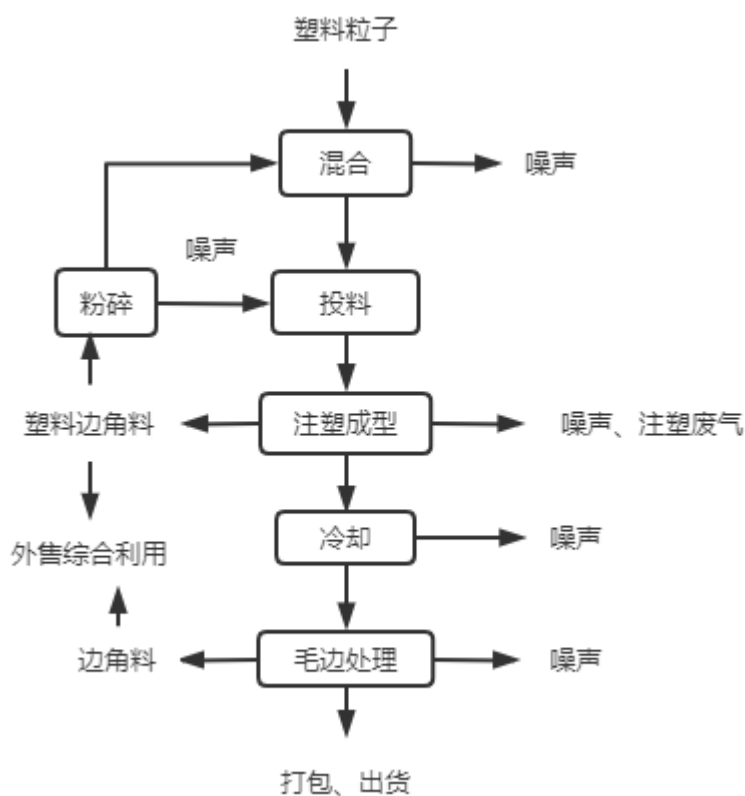 塑料粒子
混合
噪声
噪声
粉碎
投料
塑料边角料
注塑成型
噪声、注塑废气
冷却
噪声
外售综合利用
边角料
毛边处理
噪声
打包、出货